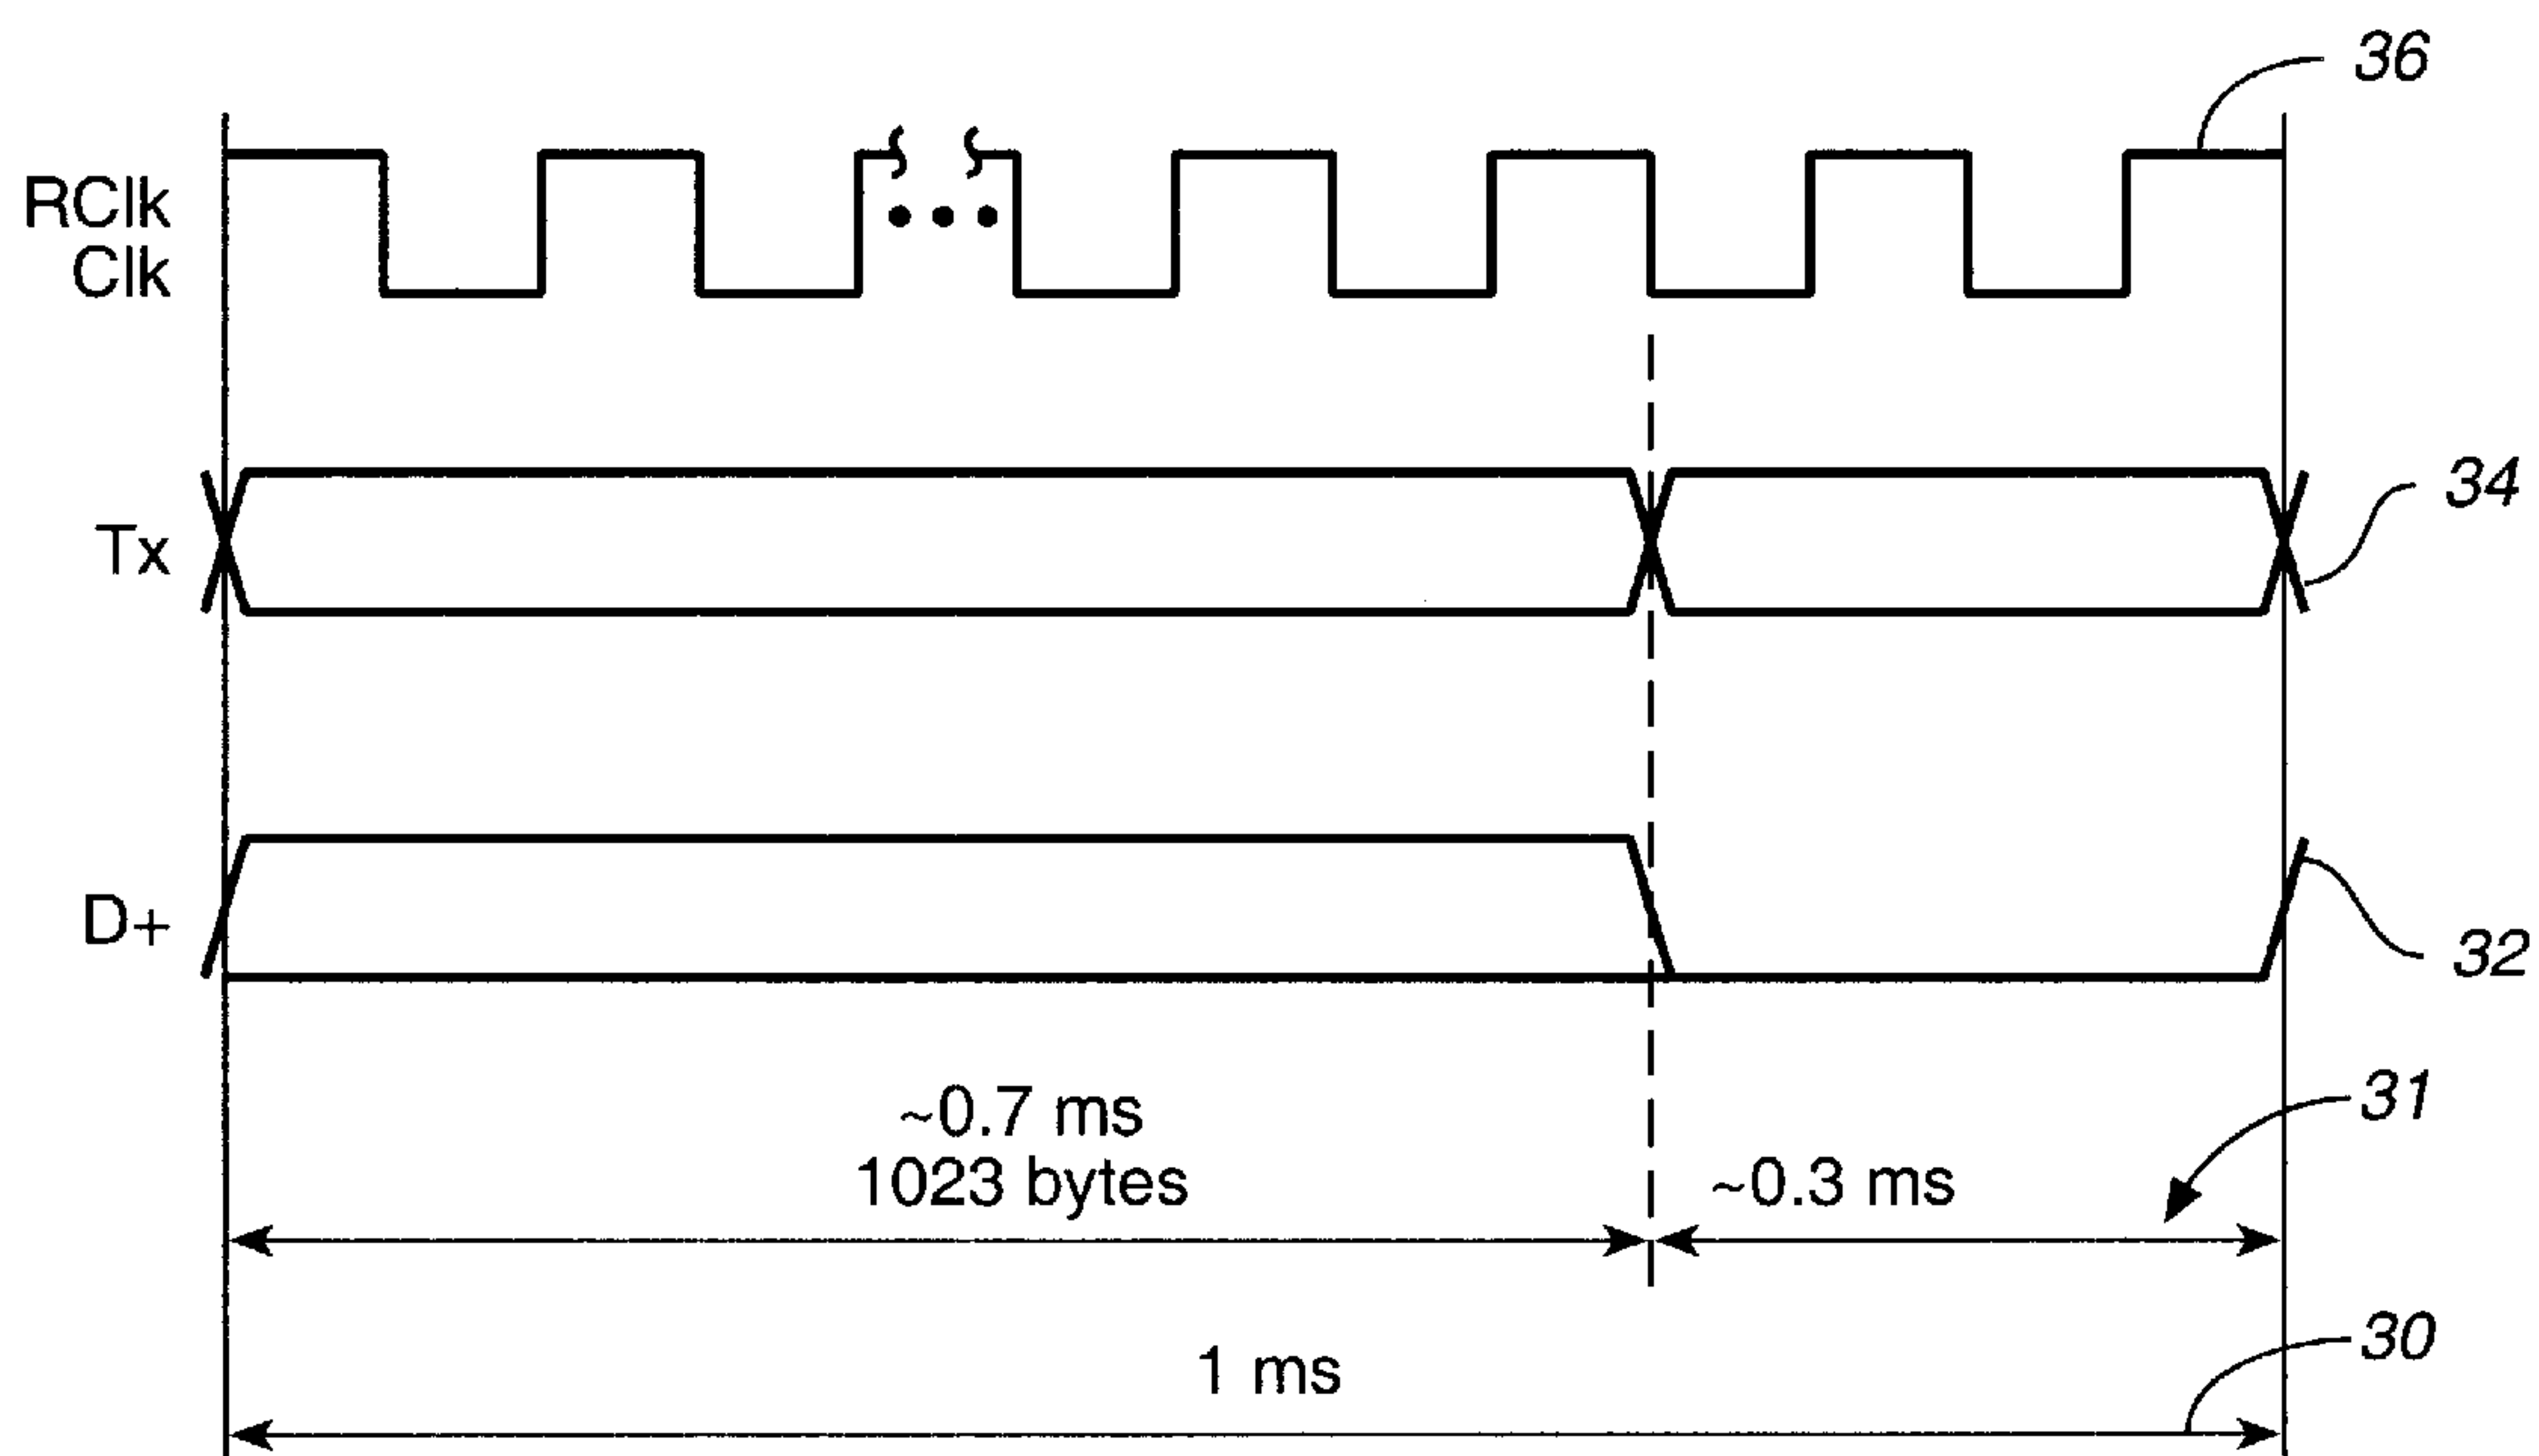 36
RClk
Clk
34
Tx
D+
32
~0.7 ms
1023 bytes
~0.3 ms
31
1 ms
30